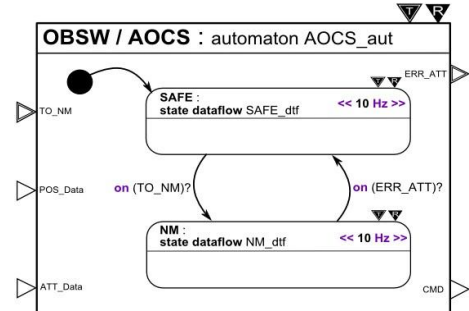 T R
OBSW / AOCS : automaton AOCS_aut
ERR_ATT
T R
SAFE :
state dataflow SAFE_dtf
<< 10 Hz >>
TO_NM
POS_Data
on (TO_NM)?
on (ERR_ATT)?
T R
NM :
state dataflow NM_dtf
<< 10 Hz >>
ATT_Data
CMD